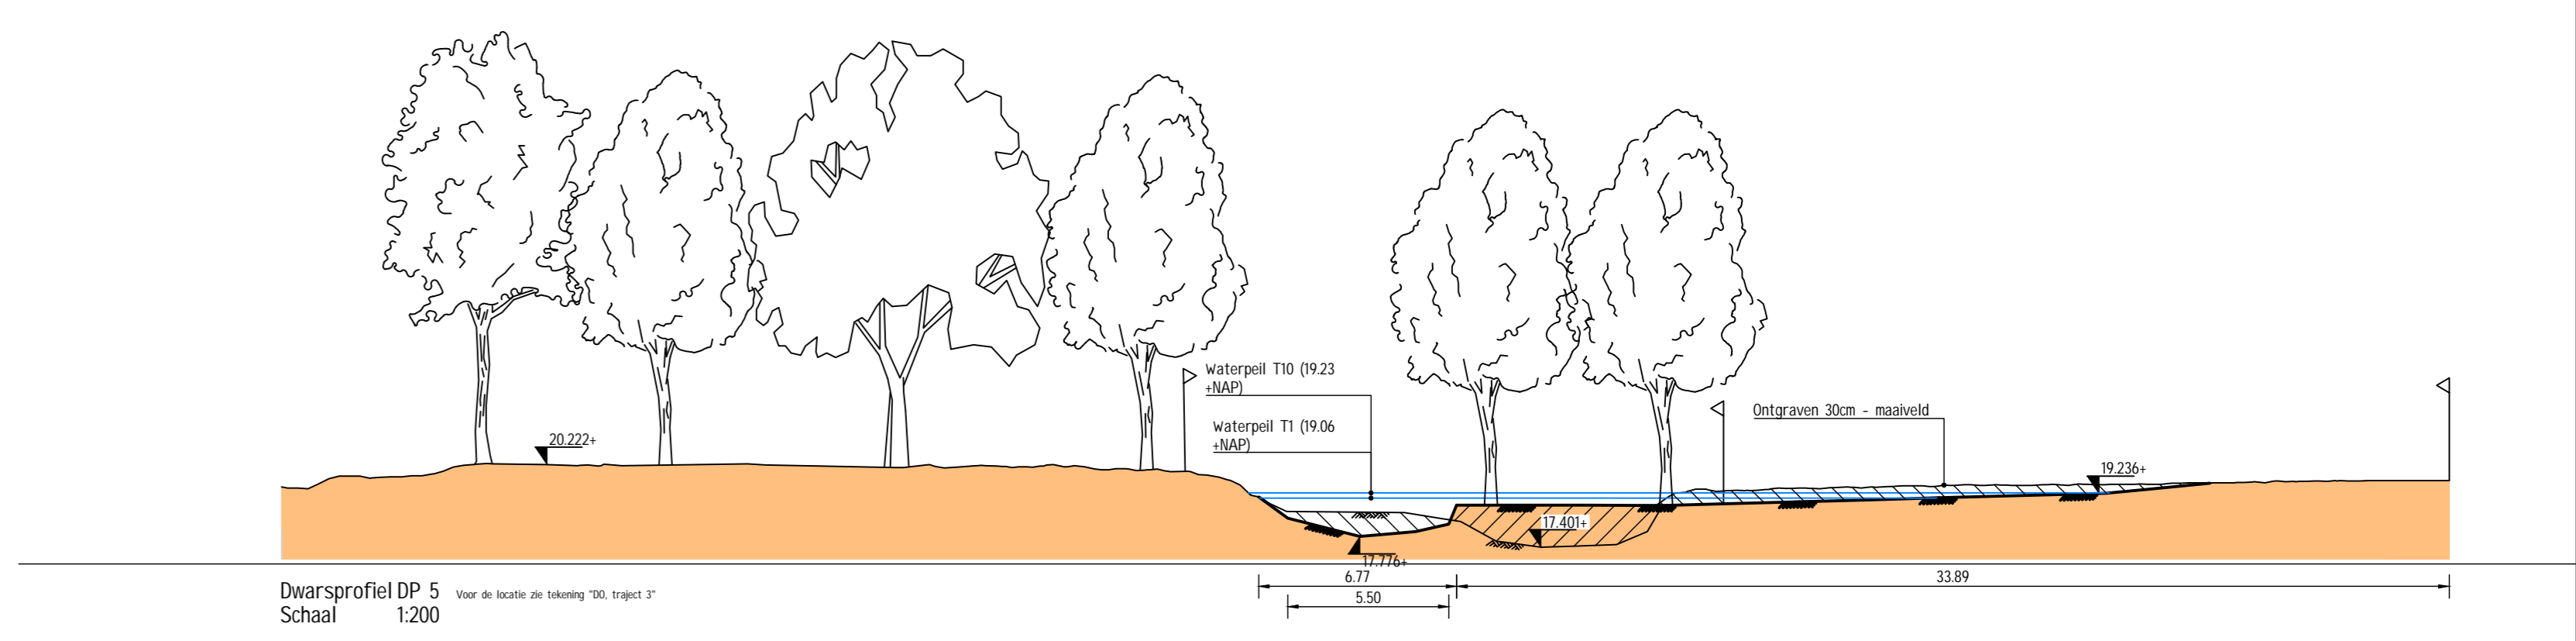 Waterpeil T10 (19.23
+NAP)
Waterpeil T1 (19.06
+NAP)
Ontgraven 30cm - maaiveld
20.222+
19.236+
17.401+
17.776+
6.77
33.89
5.50
Dwarsprofiel DP 5 Voor de locatie zie tekening "DO, traject 3"
Schaal 1:200